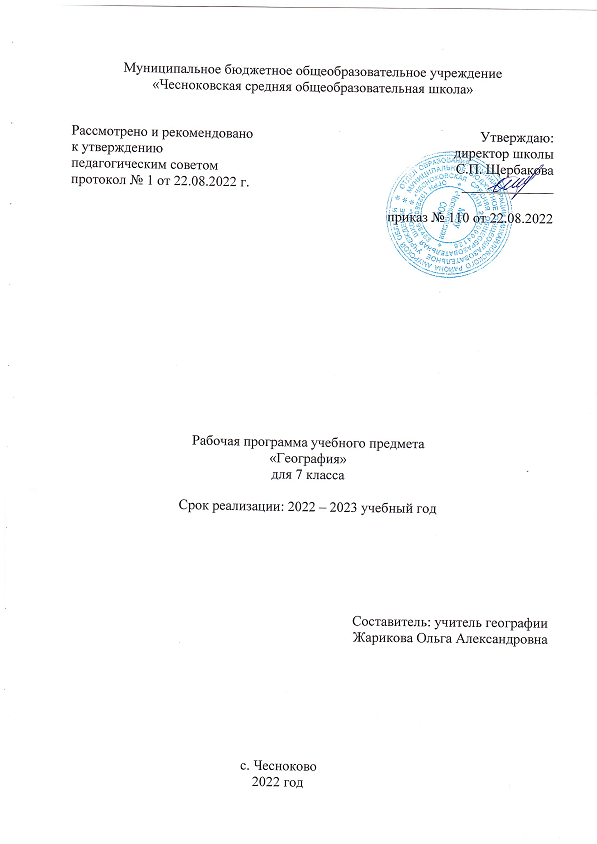 Муниципальное бюджетное общеобразовательное учреждение
«Чесноковская средняя общеобразовательная школа»
Рассмотрено и рекомендовано
к утверждению
педагогическим советом
протокол № 1 от 22.08.2022 г.
Утверждаю:
директор школы
С.П. Щербакова
приказ № 110 от 22.08.2022
Рабочая программа учебного предмета
«География»
для 7 класса
Срок реализации: 2022 – 2023 учебный год
Составитель: учитель географии
Жарикова Ольга Александровна
с. Чесноково
2022 год